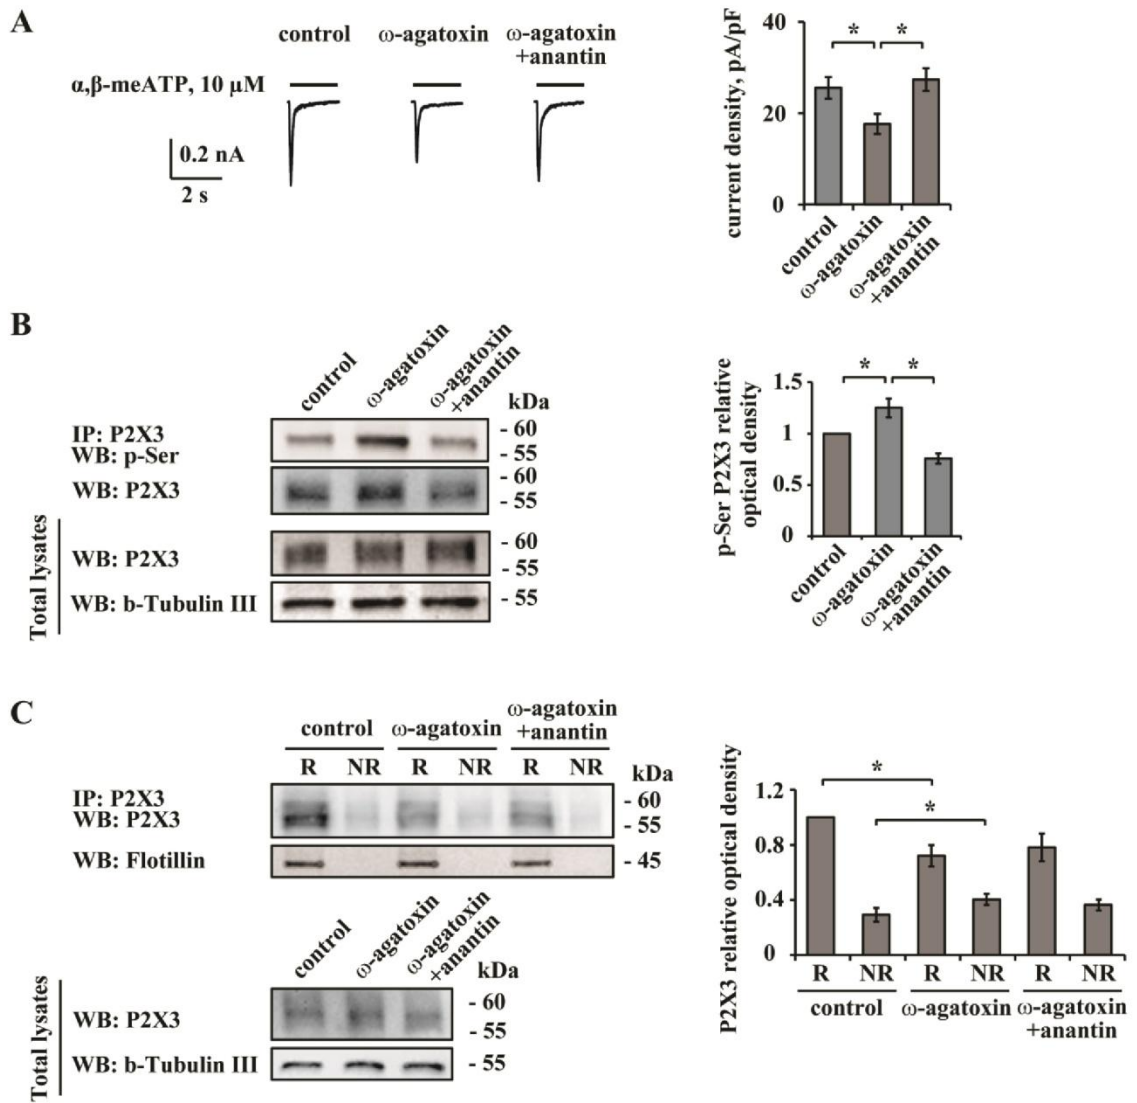 A
control
ω-agatoxin
ω-agatoxin
+anantin
α,β-meATP, 10 μM
0.2 nA
2 s
current density, pA/pF
40
20
0
*
*
control
ω-agatoxin
ω-agatoxin
+anantin
B
control
ω-agatoxin
ω-agatoxin
+anantin
kDa
IP: P2X3
WB: p-Ser
- 60
- 55
WB: P2X3
- 60
- 55
Total lysates
WB: P2X3
- 60
- 55
WB: b-Tubulin III
- 55
p-Ser P2X3 relative
optical density
1.5
1
0.5
0
*
*
control
ω-agatoxin
ω-agatoxin
+anantin
C
control
ω-agatoxin
ω-agatoxin
+anantin
R NR R NR R NR
kDa
IP: P2X3
WB: P2X3
- 60
- 55
WB: Flotillin
- 45
control
ω-agatoxin
ω-agatoxin
+anantin
kDa
Total lysates
WB: P2X3
- 60
- 55
WB: b-Tubulin III
- 55
P2X3 relative optical density
1.2
0.8
0.4
0
*
*
R NR R NR R NR
control
ω-agatoxin
ω-agatoxin
+anantin